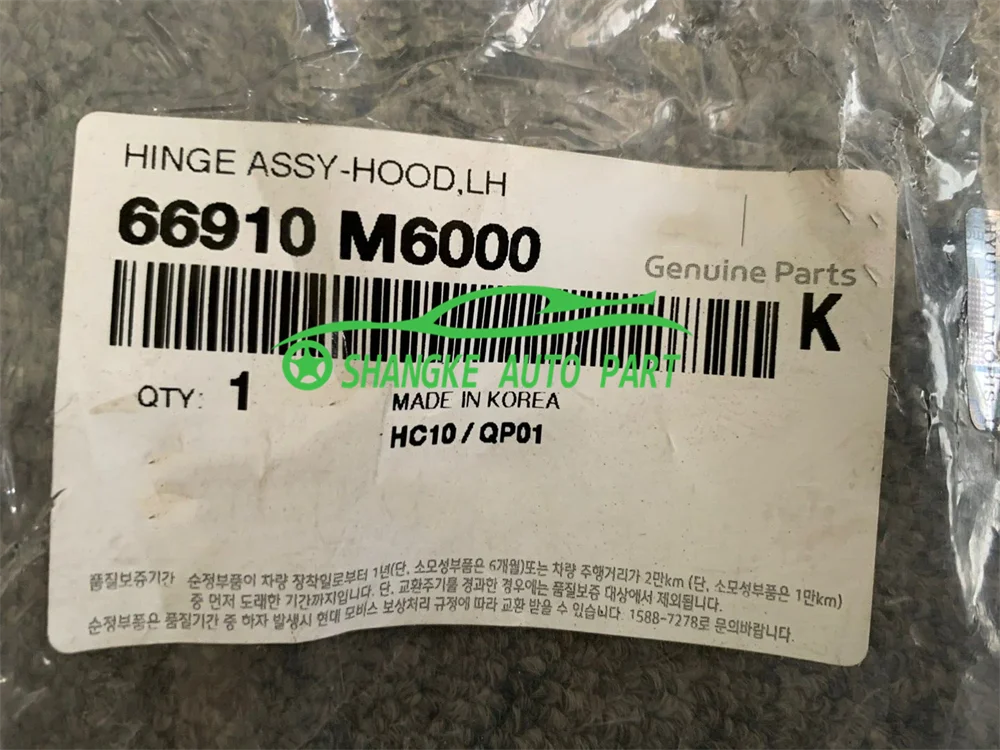 HINGE ASSY-HOOD,LH
66910 M6000
Genuine Parts
K
SHANGKE AUTO PART
QTY: 1
MADE IN KOREA
HC10 / QP01
품질보증기간 순정부품이 차량 장착일로부터 1년(단, 소모성부품은 6개월)또는 차량 주행거리가 2만km (단, 소모성부품은 1만km)
중 먼저 도래한 기간까지입니다. 단, 교환주기를 경과한 경우에는 품질보증 대상에서 제외됩니다.
순정부품은 품질기간 중 하자 발생시 현대 모비스 보상처리 규정에 따라 교환 받을 수 있습니다. 1588-7278로 문의바랍니다.